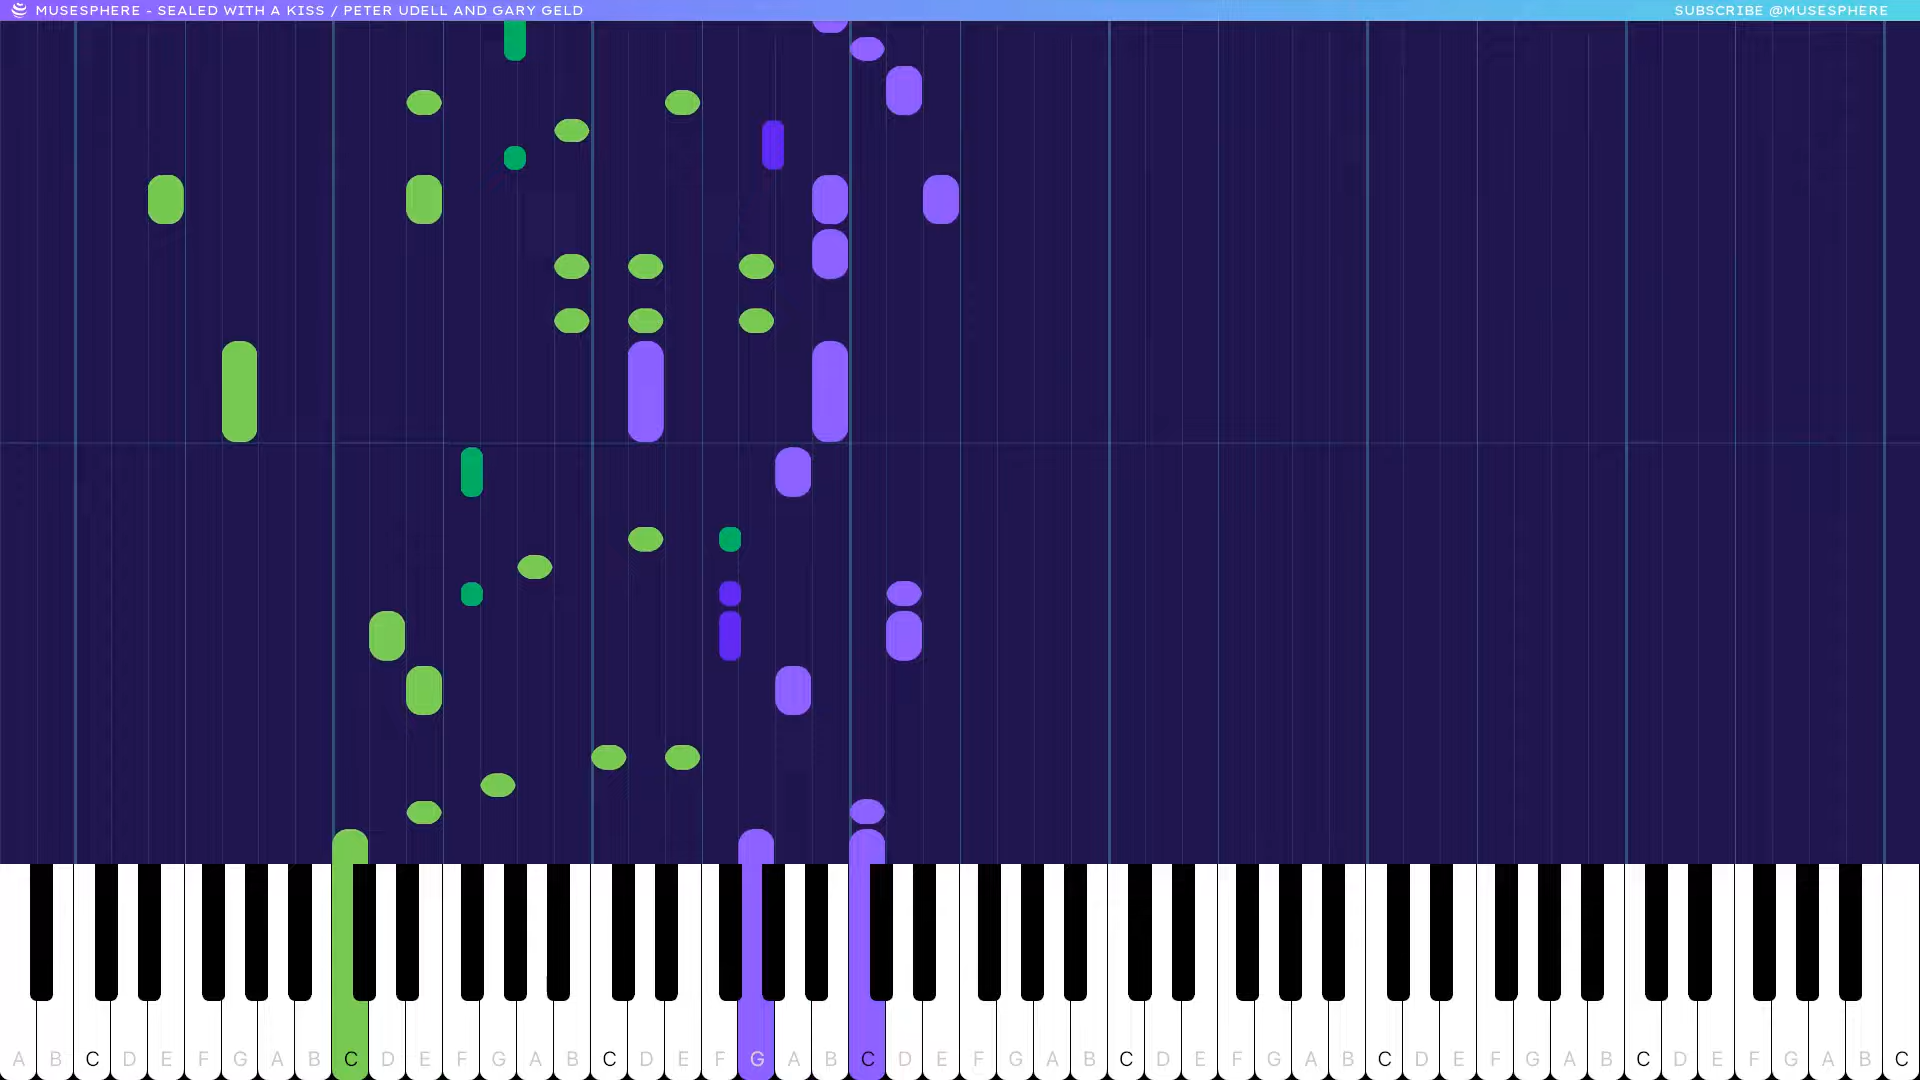 MUSESPHERE - SEALED WITH A KISS / PETER UDELL AND GARY GELD
SUBSCRIBE @MUSESPHERE
A B C D E F G A B C D E F G A B C D E F G A B C D E F G A B C D E F G A B C D E F G A B C D E F G A B C